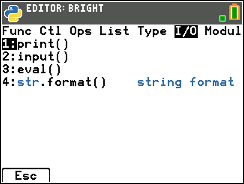 EDITOR: BRIGHT
Func Ctl Ops List Type I/O Modul
1:print()
2:input()
3:eval()
4:str.format() string format
Esc